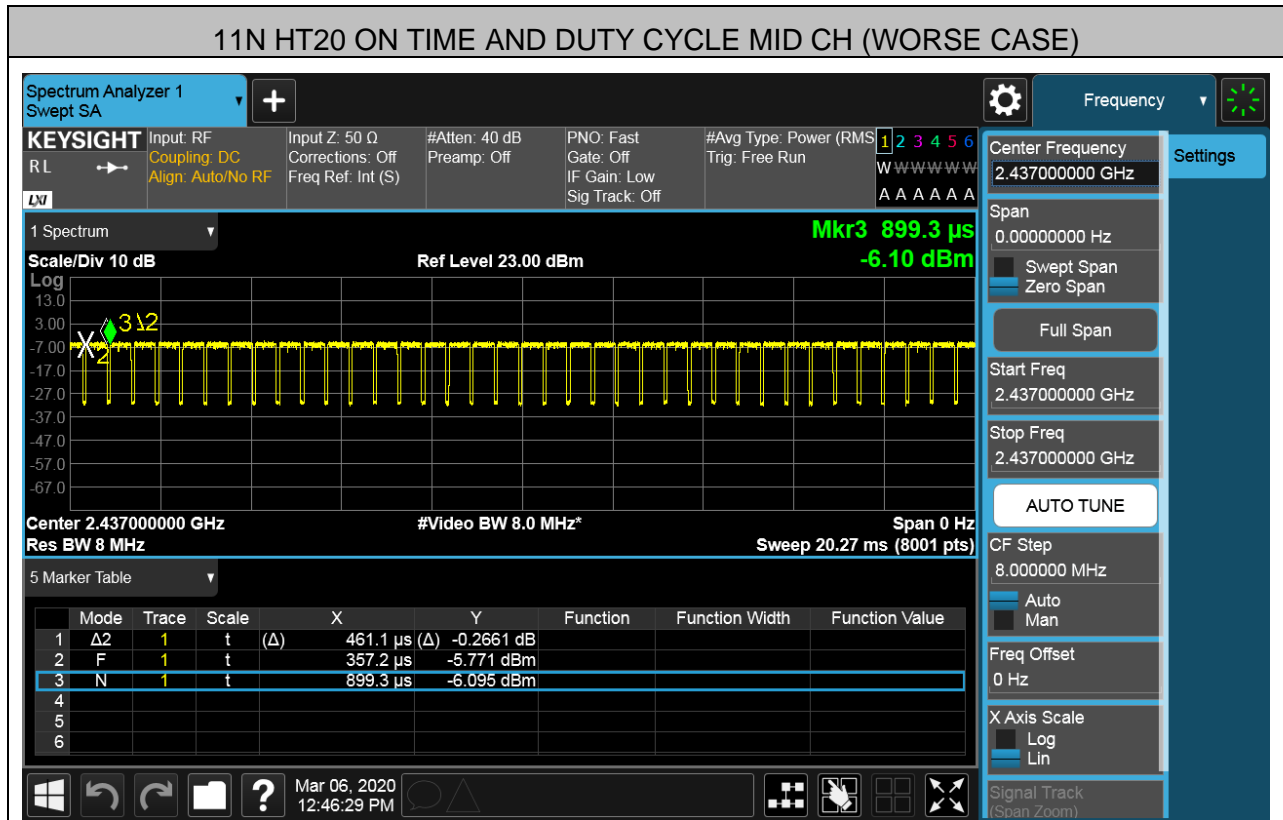 11N HT20 ON TIME AND DUTY CYCLE MID CH (WORSE CASE)
Spectrum Analyzer 1
Swept SA
Frequency
KEYSIGHT Input: RF Input Z: 50 Ω #Atten: 40 dB PNO: Fast #Avg Type: Power (RMS 1 2 3 4 5 6
RL Coupling: DC Corrections: Off Preamp: Off Gate: Off Trig: Free Run W W W W W W
Align: Auto/No RF Freq Ref: Int (S) IF Gain: Low
LXI Sig Track: Off A A A A A A
1 Spectrum Mkr3 899.3 µs
Scale/Div 10 dB Ref Level 23.00 dBm -6.10 dBm
Log
13.0
3.00 3 Δ2
-7.00 2
-17.0
-27.0
-37.0
-47.0
-57.0
-67.0
Center 2.437000000 GHz #Video BW 8.0 MHz* Span 0 Hz
Res BW 8 MHz Sweep 20.27 ms (8001 pts)
5 Marker Table
Mode Trace Scale X Y Function Function Width Function Value
1 Δ2 1 t (Δ) 461.1 µs (Δ) -0.2661 dB
2 F 1 t 357.2 µs -5.771 dBm
3 N 1 t 899.3 µs -6.095 dBm
4
5
6
Mar 06, 2020
12:46:29 PM
Center Frequency
2.437000000 GHz
Settings
Span
0.00000000 Hz
Swept Span
Zero Span
Full Span
Start Freq
2.437000000 GHz
Stop Freq
2.437000000 GHz
AUTO TUNE
CF Step
8.000000 MHz
Auto
Man
Freq Offset
0 Hz
X Axis Scale
Log
Lin
Signal Track
(Span Zoom)